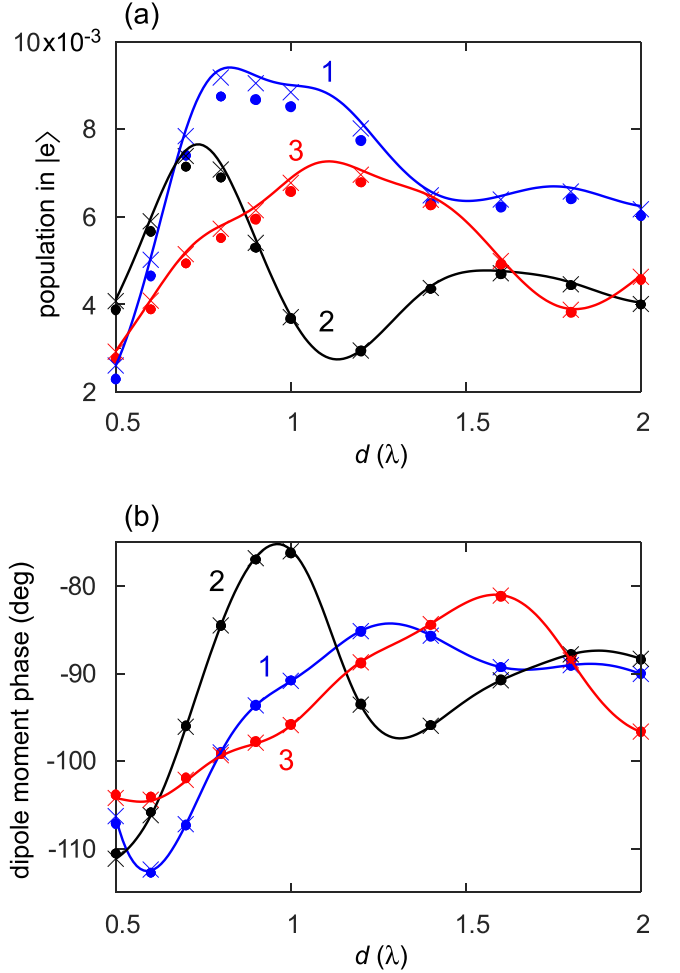 (a)
10x10-3
8
6
4
2
population in |e⟩
1
3
2
0.5 1 1.5 2
d (λ)
(b)
-80
-90
-100
-110
dipole moment phase (deg)
2
1
3
0.5 1 1.5 2
d (λ)